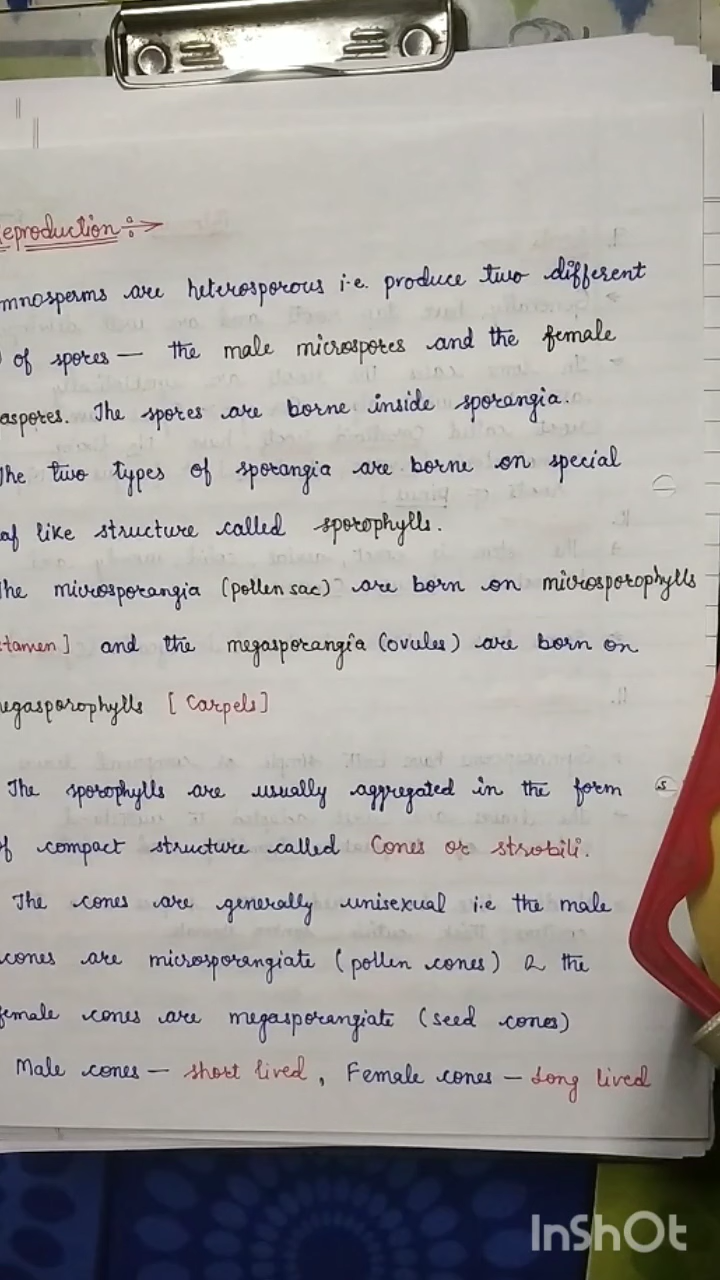 eproduction :->
mnosperms are heterosporous i.e. produce two different
of spores — the male microspores and the female
aspores. The spores are borne inside sporangia.
The two types of sporangia are borne on special
af like structure called sporophylls.
The microsporangia (pollen sac) are born on microsporophylls
tamen] and the megasporangia (ovules) are born on
egasporophylls [Carpels]
The sporophylls are usually aggregated in the form
of compact structure called Cones or strobili.
The cones are generally unisexual i.e the male
cones are microsporangiate (pollen cones) & the
female cones are megasporangiate (seed cones)
Male cones — short lived, Female cones — Long lived
InShOt